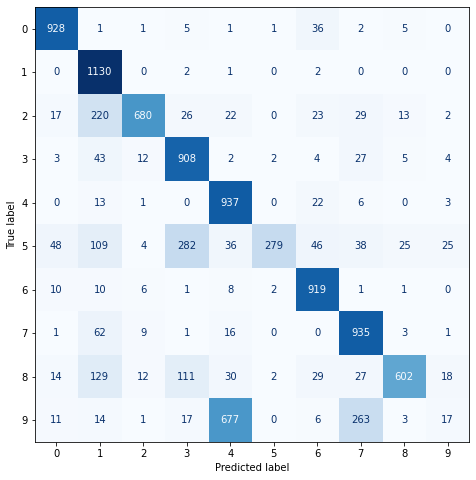 0 928 1 1 5 1 1 36 2 5 0
1 0 1130 0 2 1 0 2 0 0 0
2 17 220 680 26 22 0 23 29 13 2
3 3 43 12 908 2 2 4 27 5 4
4 0 13 1 0 937 0 22 6 0 3
True label
5 48 109 4 282 36 279 46 38 25 25
6 10 10 6 1 8 2 919 1 1 0
7 1 62 9 1 16 0 0 935 3 1
8 14 129 12 111 30 2 29 27 602 18
9 11 14 1 17 677 0 6 263 3 17
0 1 2 3 4 5 6 7 8 9
Predicted label